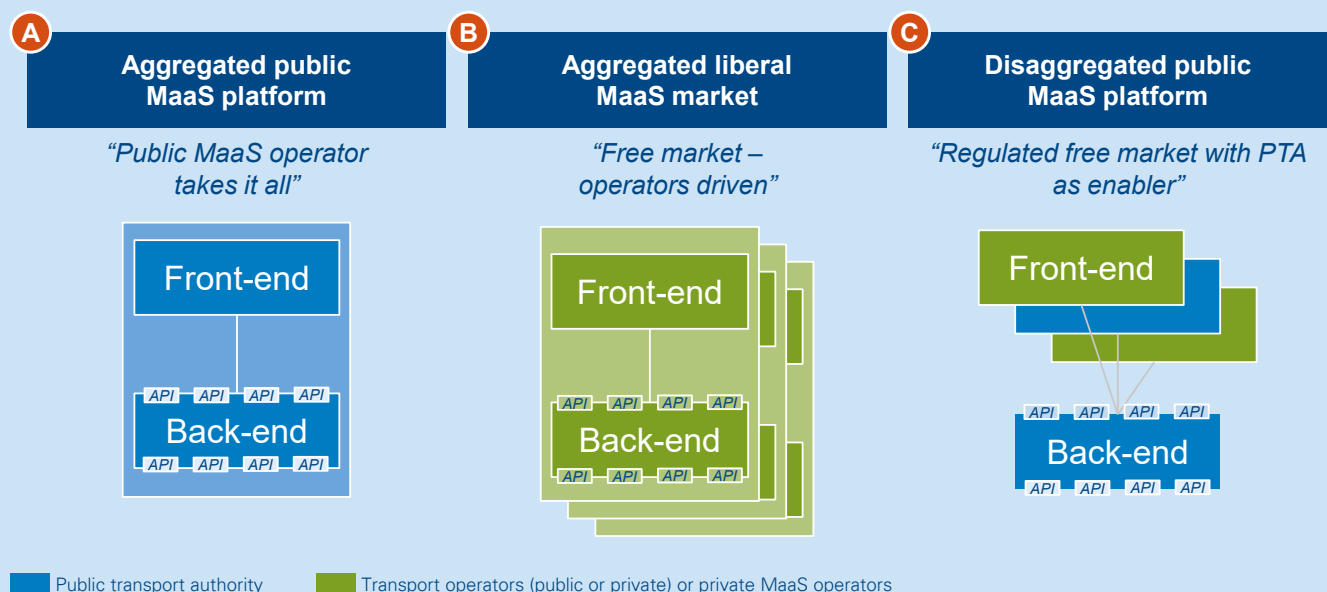 A
Aggregated public
MaaS platform
“Public MaaS operator
takes it all”
Front-end
API API API API
Back-end
API API API API
B
Aggregated liberal
MaaS market
“Free market –
operators driven”
Front-end
API API API API
Back-end
API API API API
C
Disaggregated public
MaaS platform
“Regulated free market with PTA
as enabler”
Front-end
API API API API
Back-end
API API API API
Public transport authority
Transport operators (public or private) or private MaaS operators